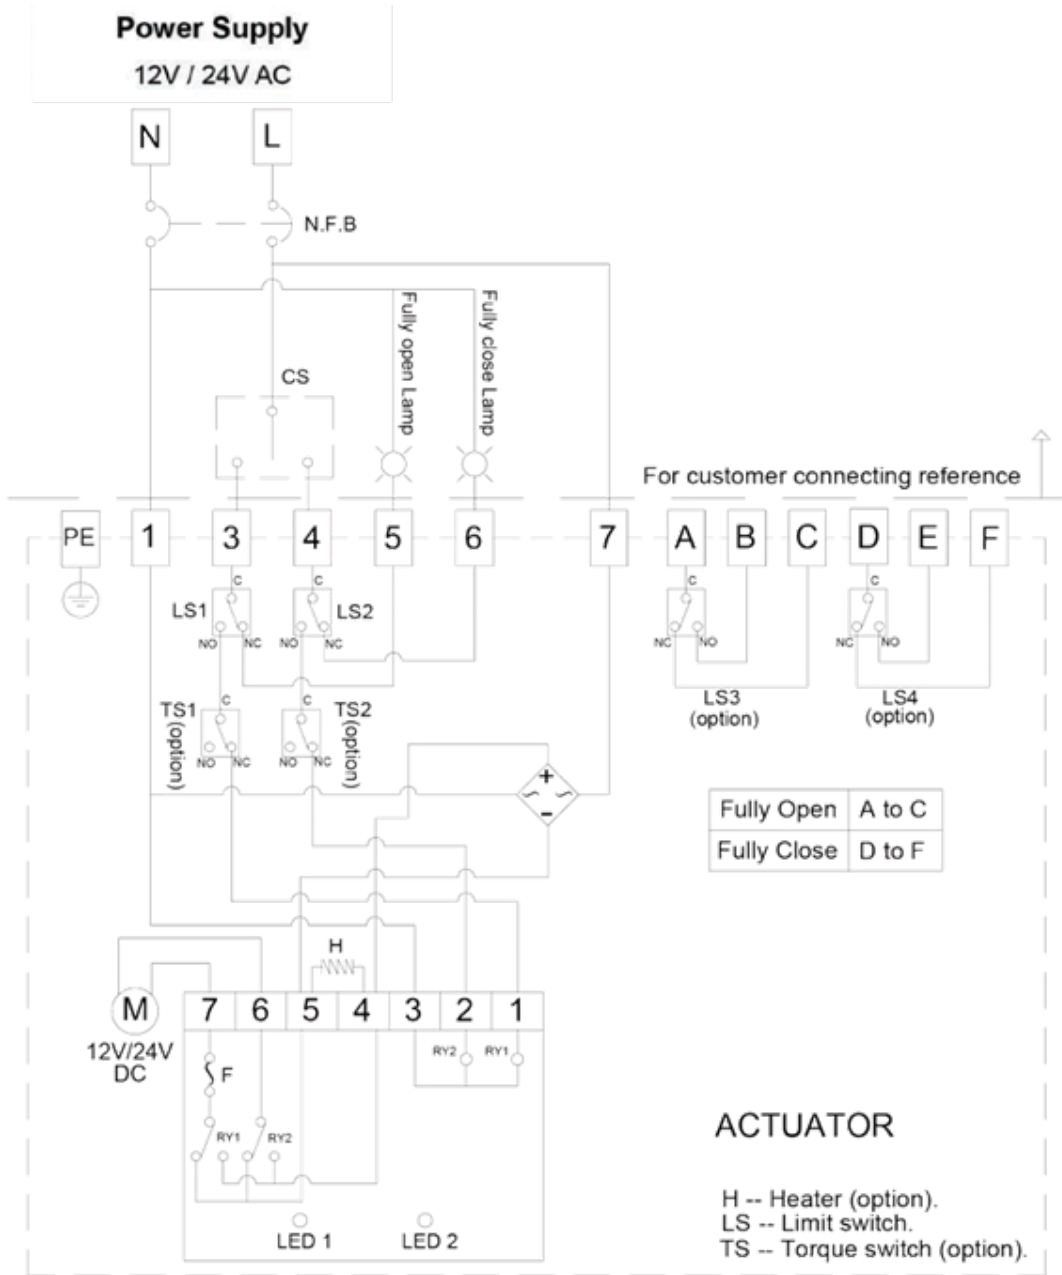 Power Supply
12V / 24V AC
N
L
N.F.B
Fully open Lamp
Fully close Lamp
CS
For customer connecting reference
PE
1
3
4
5
6
7
A
B
C
D
E
F
C
C
C
C
LS1
LS2
NO
NC
NO
NC
NC
NO
NC
NO
LS3
(option)
LS4
(option)
C
C
TS1
(option)
TS2
(option)
NO
NC
NO
NC
+
-
Fully Open A to C
Fully Close D to F
H
M
12V/24V
DC
7 6 5 4 3 2 1
RY2
RY1
F
RY1
RY2
LED 1
LED 2
ACTUATOR
H -- Heater (option).
LS -- Limit switch.
TS -- Torque switch (option).